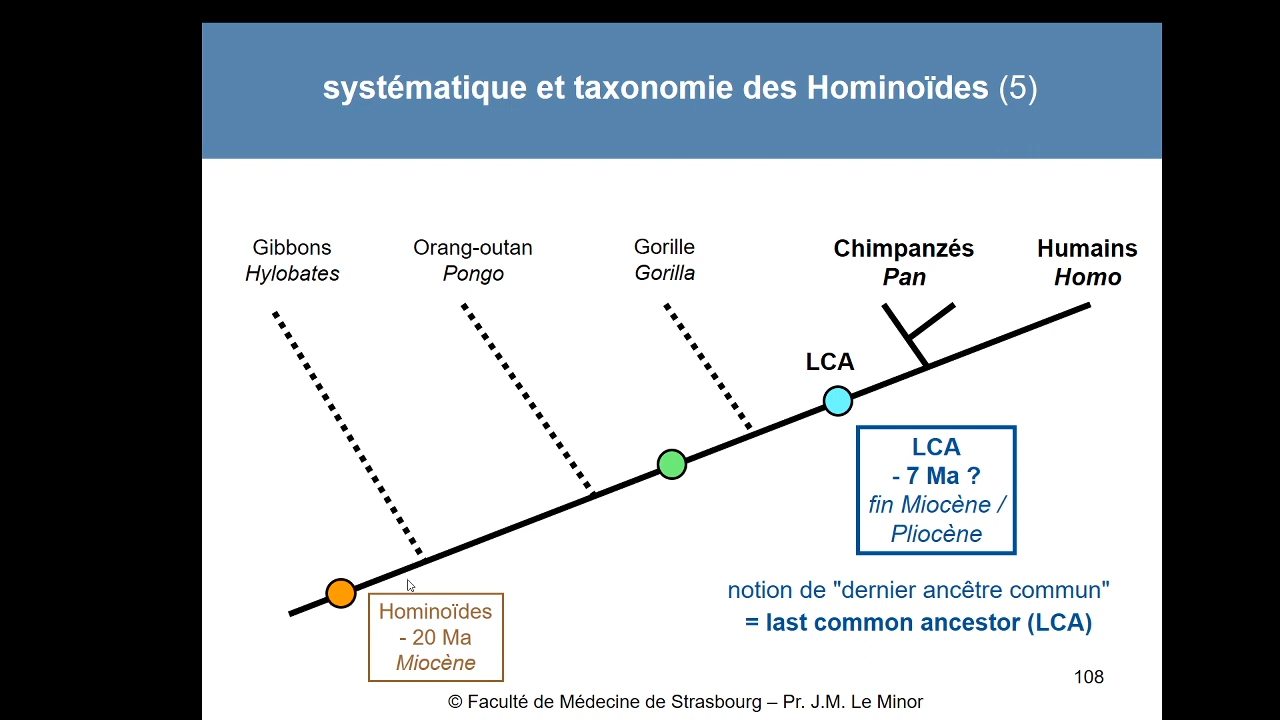 systématique et taxonomie des Hominoïdes (5)
Gibbons
Hylobates
Orang-outan
Pongo
Gorille
Gorilla
Chimpanzés
Pan
Humains
Homo
LCA
LCA
- 7 Ma ?
fin Miocène /
Pliocène
Hominoïdes
- 20 Ma
Miocène
notion de "dernier ancêtre commun"
= last common ancestor (LCA)
108
© Faculté de Médecine de Strasbourg – Pr. J.M. Le Minor